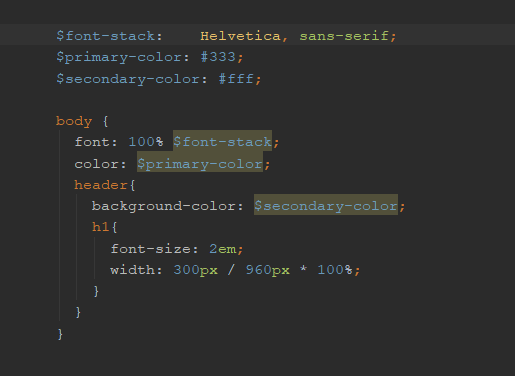 $font-stack:    Helvetica, sans-serif;
$primary-color: #333;
$secondary-color: #fff;

body {
  font: 100% $font-stack;
  color: $primary-color;
  header{
    background-color: $secondary-color;
    h1{
      font-size: 2em;
      width: 300px / 960px * 100%;
    }
  }
}